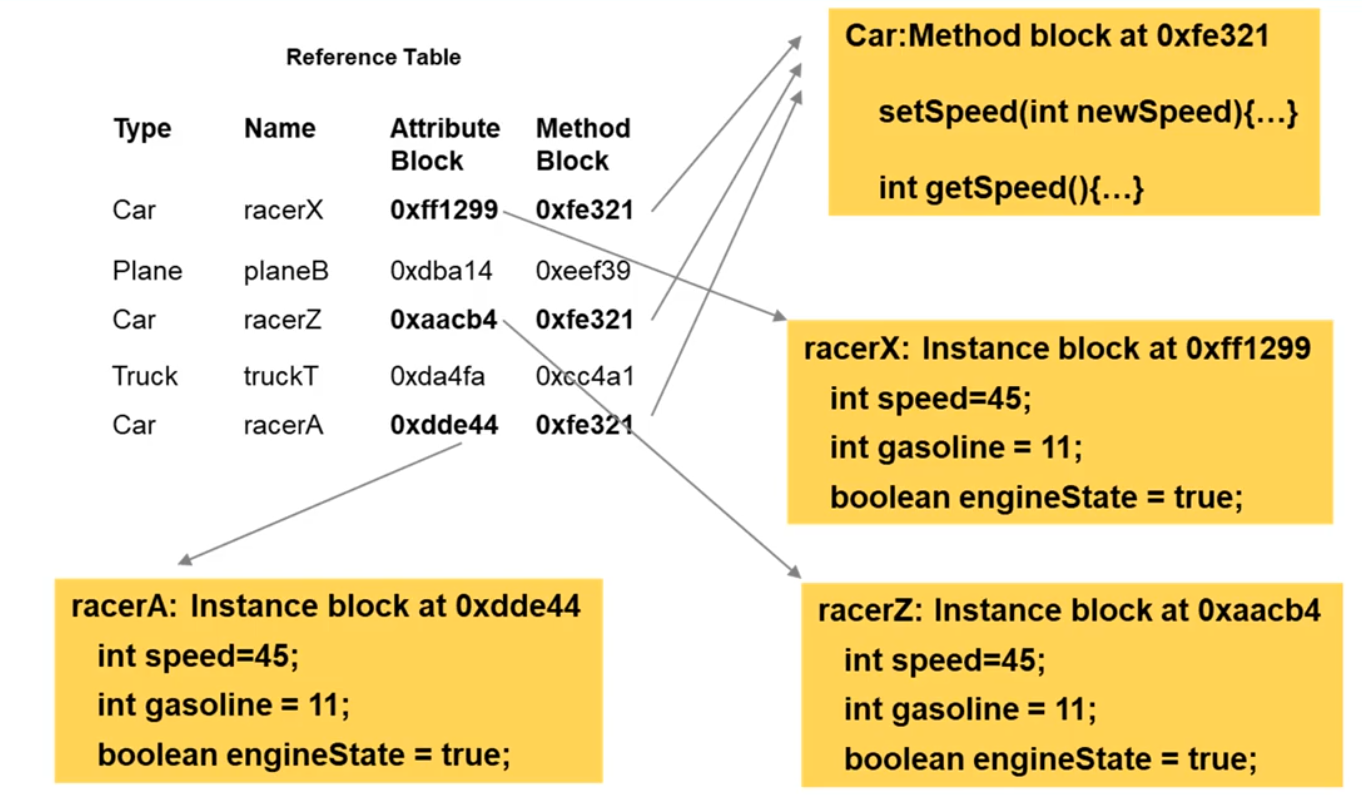 Reference Table
Type Name Attribute Block Method Block
Car racerX 0xff1299 0xfe321
Plane planeB 0xdba14 0xeef39
Car racerZ 0xaacb4 0xfe321
Truck truckT 0xda4fa 0xcc4a1
Car racerA 0xdde44 0xfe321
Car:Method block at 0xfe321
setSpeed(int newSpeed){...}
int getSpeed(){...}
racerX: Instance block at 0xff1299
int speed=45;
int gasoline = 11;
boolean engineState = true;
racerA: Instance block at 0xdde44
int speed=45;
int gasoline = 11;
boolean engineState = true;
racerZ: Instance block at 0xaacb4
int speed=45;
int gasoline = 11;
boolean engineState = true;